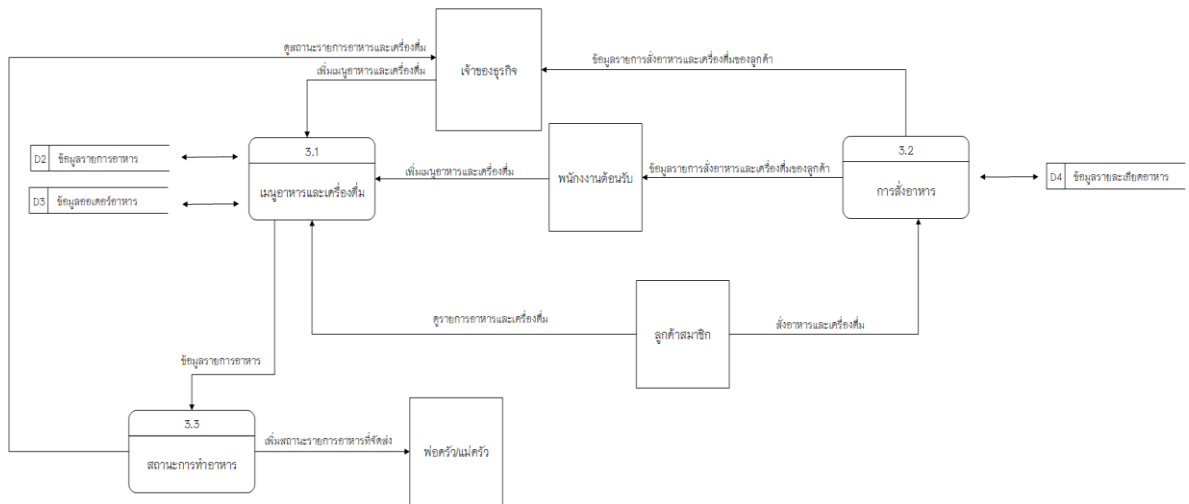 ดูสถานะรายการอาหารและเครื่องดื่ม
เพิ่มเมนูอาหารและเครื่องดื่ม
เจ้าของธุรกิจ
ข้อมูลรายการสั่งอาหารและเครื่องดื่มของลูกค้า
D2 ข้อมูลรายการอาหาร
D3 ข้อมูลออเดอร์อาหาร
3.1
เมนูอาหารและเครื่องดื่ม
เพิ่มเมนูอาหารและเครื่องดื่ม
พนักงานต้อนรับ
ข้อมูลรายการสั่งอาหารและเครื่องดื่มของลูกค้า
3.2
การสั่งอาหาร
D4 ข้อมูลรายละเอียดอาหาร
ดูรายการอาหารและเครื่องดื่ม
ลูกค้าสมาชิก
สั่งอาหารและเครื่องดื่ม
ข้อมูลรายการอาหาร
3.3
สถานะการทำอาหาร
เพิ่มสถานะรายการอาหารที่จัดส่ง
พ่อครัว/แม่ครัว